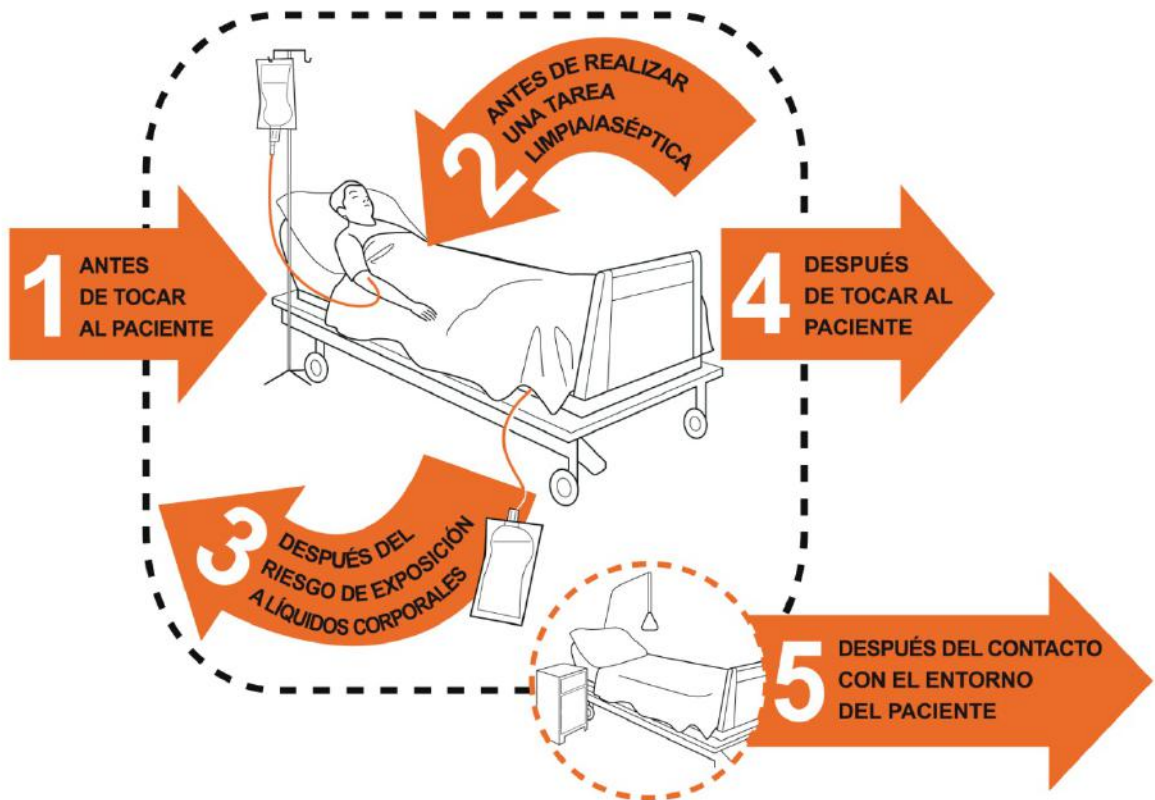 1
ANTES
DE TOCAR
AL PACIENTE
2
ANTES DE REALIZAR
UNA TAREA
LIMPIA/ASÉPTICA
3
DESPUÉS DEL
RIESGO DE EXPOSICIÓN
A LÍQUIDOS CORPORALES
4
DESPUÉS
DE TOCAR AL
PACIENTE
5
DESPUÉS DEL CONTACTO
CON EL ENTORNO
DEL PACIENTE